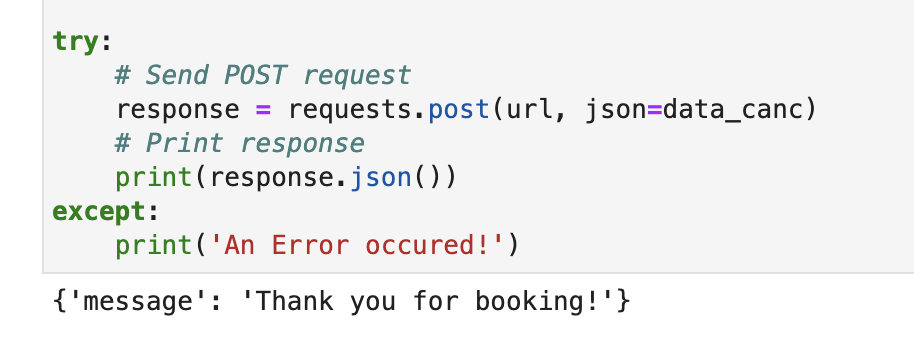 try:
    # Send POST request
    response = requests.post(url, json=data_canc)
    # Print response
    print(response.json())
except:
    print('An Error occured!')
{'message': 'Thank you for booking!'}